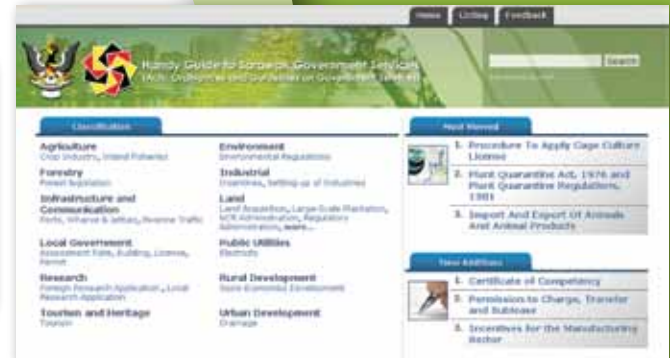 Home Listing Feedback
Handy Guide to Sarawak Government Services
(Acts, Ordinances and Guidelines on Government Services)
Search
Classification
Agriculture
Crop Industry, Inland Fisheries
Forestry
Forest legislation
Infrastructure and
Communication
Ports, Wharve & Jetties, Riverine Traffic
Local Government
Assessment Rate, Building, License,
Permit
Research
Foreign Research Application, Local
Research Application
Tourism and Heritage
Tourism
Environment
Environmental Regulations
Industrial
Incentives, Setting up of Industries
Land
Land Acquisition, Large-Scale Plantation,
NCR Administration, Regulatory
Administration, more...
Public Utilities
Electricity
Rural Development
Socio Economic Development
Urban Development
Drainage
Most Viewed
1. Procedure To Apply Cage Culture
License
2. Plant Quarantine Act, 1976 and
Plant Quarantine Regulations,
1981
3. Import And Export Of Animals
And Animal Products
New Additions
1. Certificate of Competency
2. Permission to Charge, Transfer
and Sublease
3. Incentives for the Manufacturing
Sector